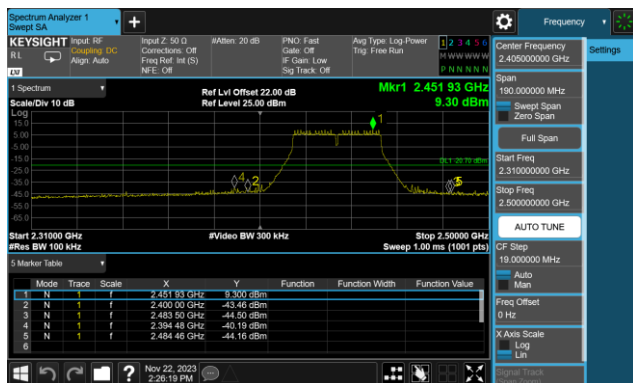 Spectrum Analyzer 1
Swept SA
Frequency
KEYSIGHT
RL
LXI
Input: RF
Coupling: DC
Align: Auto
Input Z: 50 Ω
Corrections: Off
Freq Ref: Int (S)
NFE: Off
#Atten: 20 dB
PNO: Fast
Gate: Off
IF Gain: Low
Sig Track: Off
Avg Type: Log-Power
Trig: Free Run
1 2 3 4 5 6
M W W W W W
P N N N N N
1 Spectrum
Scale/Div 10 dB
Log
Ref Lvl Offset 22.00 dB
Ref Level 25.00 dBm
Mkr1 2.451 93 GHz
9.30 dBm
15.0
5.00
-5.00
-15.0
-25.0
-35.0
-45.0
-55.0
-65.0
1
DL1 -20.70 dBm
4
2
Start 2.31000 GHz
#Res BW 100 kHz
#Video BW 300 kHz
Stop 2.50000 GHz
Sweep 1.00 ms (1001 pts)
5 Marker Table
Mode Trace Scale X Y Function Function Width Function Value
1 N 1 f 2.451 93 GHz 9.300 dBm
2 N 1 f 2.400 00 GHz -43.46 dBm
3 N 1 f 2.483 50 GHz -44.50 dBm
4 N 1 f 2.394 48 GHz -40.19 dBm
5 N 1 f 2.484 46 GHz -44.16 dBm
6
Nov 22, 2023
2:26:19 PM
Center Frequency
2.405000000 GHz
Settings
Span
190.000000 MHz
Swept Span
Zero Span
Full Span
Start Freq
2.310000000 GHz
Stop Freq
2.500000000 GHz
AUTO TUNE
CF Step
19.000000 MHz
Auto
Man
Freq Offset
0 Hz
X Axis Scale
Log
Lin
Signal Track